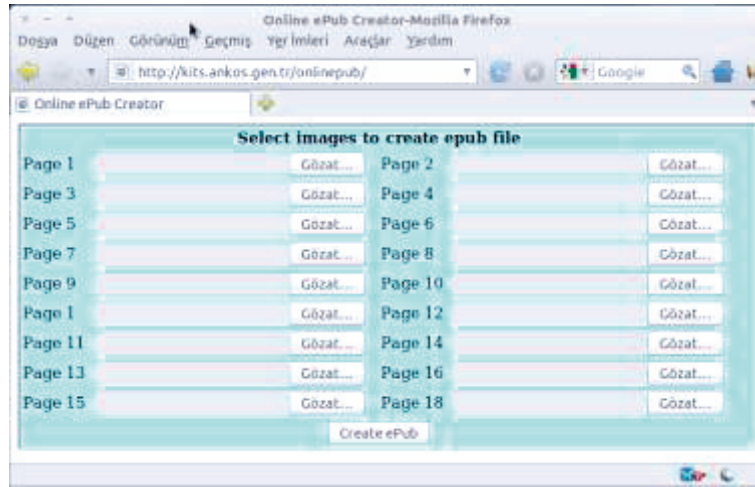 Online ePub Creator-Mozilla Firefox
Dosya Düzen Görünüm Geçmiş Yer İmleri Araçlar Yardım
http://kits.ankos.gen.tr/onlinepub/ Google
Online ePub Creator
Select images to create epub file
Page 1 Gözat... Page 2 Gözat...
Page 3 Gözat... Page 4 Gözat...
Page 5 Gözat... Page 6 Gözat...
Page 7 Gözat... Page 8 Gözat...
Page 9 Gözat... Page 10 Gözat...
Page 1 Gözat... Page 12 Gözat...
Page 11 Gözat... Page 14 Gözat...
Page 13 Gözat... Page 16 Gözat...
Page 15 Gözat... Page 18 Gözat...
Create ePub